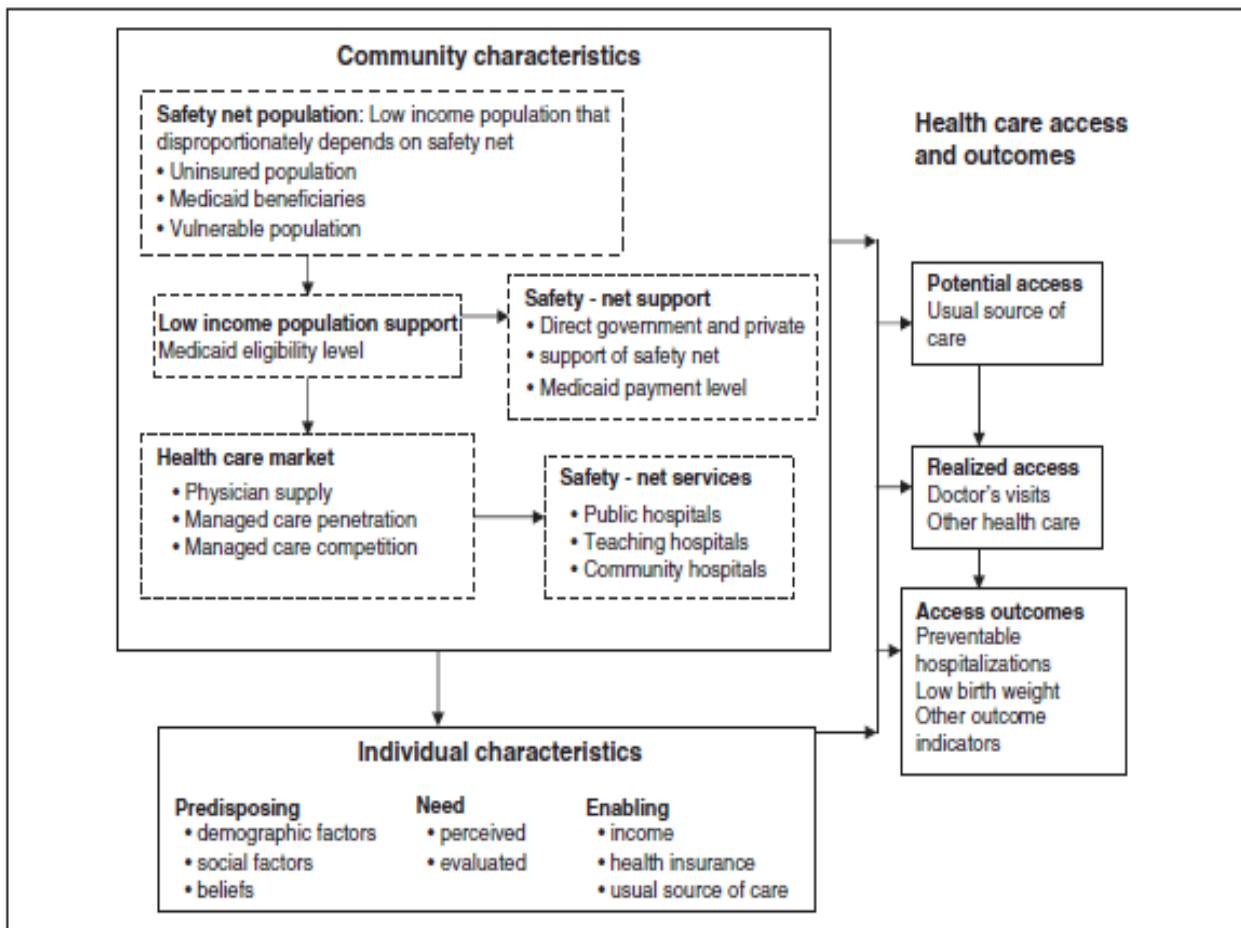 Community characteristics
Safety net population: Low income population that
disproportionately depends on safety net
• Uninsured population
• Medicaid beneficiaries
• Vulnerable population
Low income population support
Medicaid eligibility level
Safety - net support
• Direct government and private
• support of safety net
• Medicaid payment level
Health care market
• Physician supply
• Managed care penetration
• Managed care competition
Safety - net services
• Public hospitals
• Teaching hospitals
• Community hospitals
Individual characteristics
Predisposing
• demographic factors
• social factors
• beliefs
Need
• perceived
• evaluated
Enabling
• income
• health insurance
• usual source of care
Health care access
and outcomes
Potential access
Usual source of
care
Realized access
Doctor's visits
Other health care
Access outcomes
Preventable
hospitalizations
Low birth weight
Other outcome
indicators